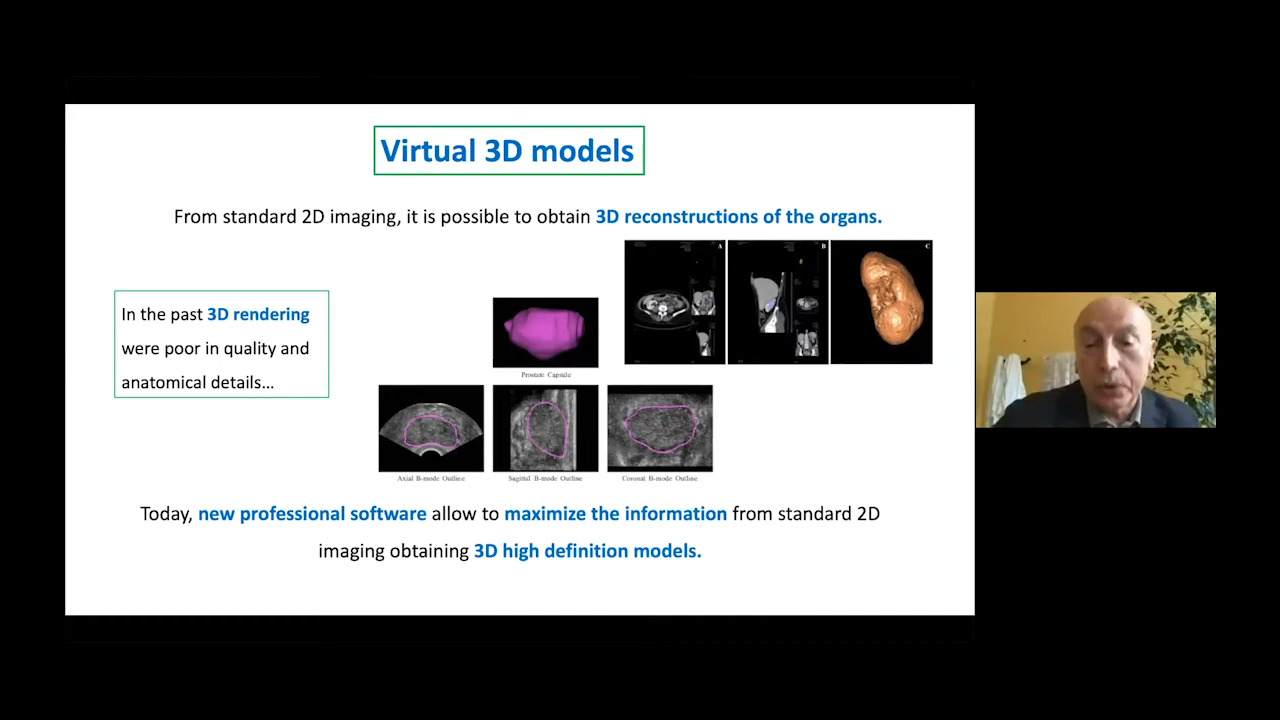 Virtual 3D models
From standard 2D imaging, it is possible to obtain 3D reconstructions of the organs.
A
B
C
In the past 3D rendering
were poor in quality and
anatomical details...
Prostate Capsule
Axial B-mode Outline
Sagittal B-mode Outline
Coronal B-mode Outline
Today, new professional software allow to maximize the information from standard 2D
imaging obtaining 3D high definition models.